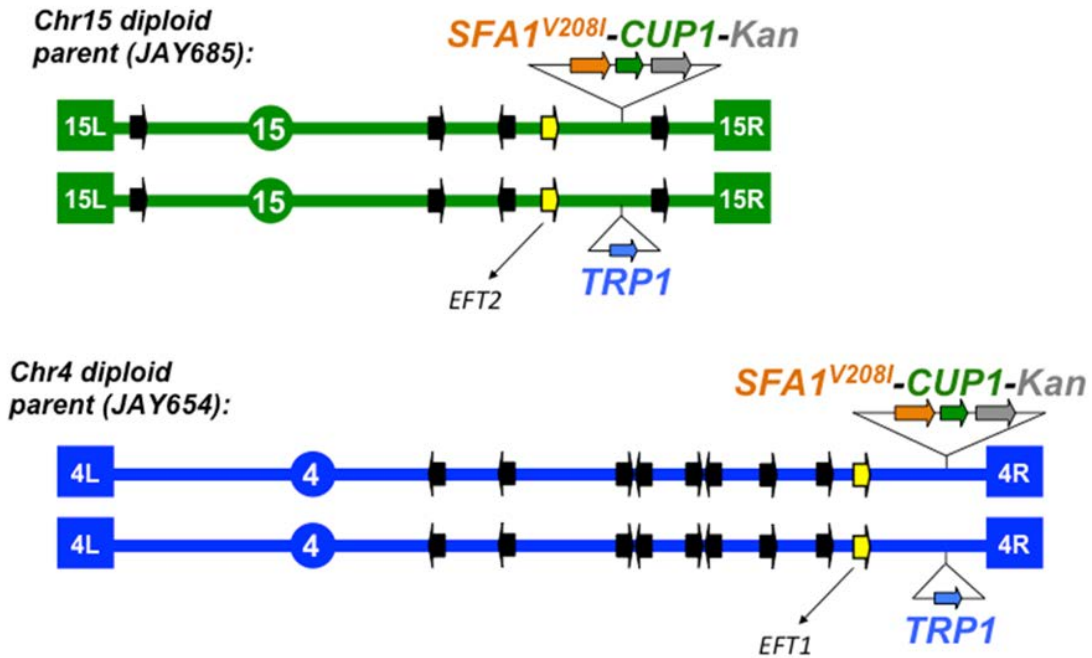 Chr15 diploid
parent (JAY685):
SFA1V208I-CUP1-Kan
15L 15 15R
15L 15 15R
EFT2
TRP1
Chr4 diploid
parent (JAY654):
SFA1V208I-CUP1-Kan
4L 4 4R
4L 4 4R
EFT1
TRP1